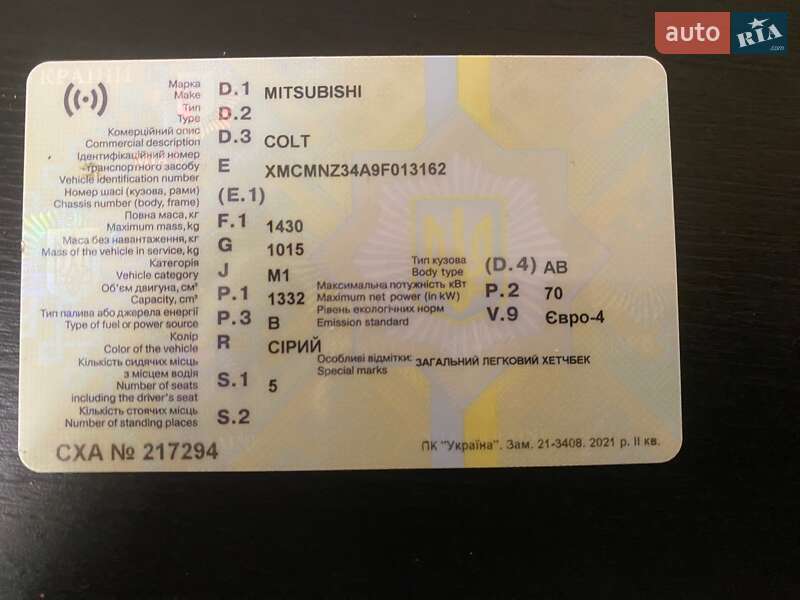 auto RIA .com
КРАЇНИ
Марка D.1 MITSUBISHI
Make
Тип D.2
Type
Комерційний опис D.3 COLT
Commercial description
Ідентифікаційний номер
транспортного засобу E XMCMNZ34A9F013162
Vehicle identification number
Номер шасі (кузова, рами) (E.1)
Chassis number (body, frame)
Повна маса, кг F.1 1430
Maximum mass, kg
Маса без навантаження, кг G 1015
Mass of the vehicle in service, kg
Категорія J M1
Vehicle category
Тип кузова (D.4) AB
Body type
Об'єм двигуна, см³ P.1 1332
Capacity, cm³
Максимальна потужність кВт P.2 70
Maximum net power (in kW)
Тип палива або джерела енергії P.3 B
Type of fuel or power source
Рівень екологічних норм V.9 Євро-4
Emission standard
Колір R СІРИЙ
Color of the vehicle
Особливі відмітки: ЗАГАЛЬНИЙ ЛЕГКОВИЙ ХЕТЧБЕК
Special marks
Кількість сидячих місць
з місцем водія S.1 5
Number of seats
including the driver's seat
Кількість стоячих місць S.2
Number of standing places
СХА № 217294
ПК "Україна". Зам. 21-3408. 2021 р. II кв.